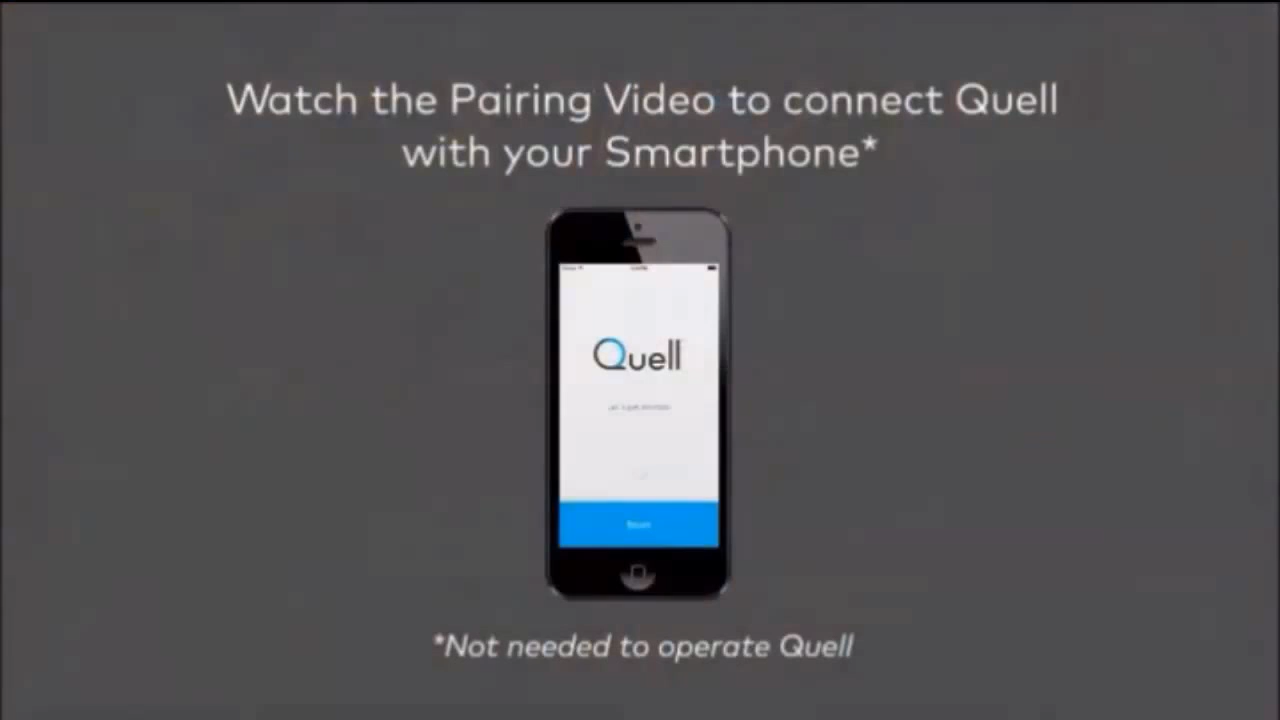 Watch the Pairing Video to connect Quell
with your Smartphone*
Quell
*Not needed to operate Quell